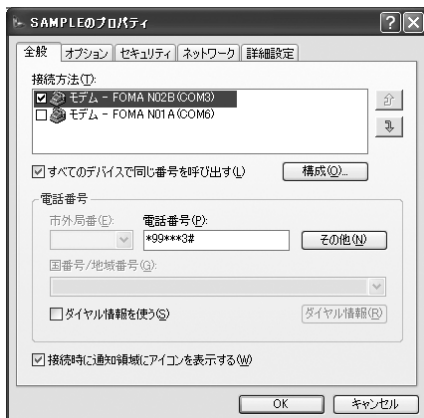 SAMPLEのプロパティ
全般 オプション セキュリティ ネットワーク 詳細設定
接続方法(T):
モデム - FOMA N02B(COM3)
モデム - FOMA N01A(COM6)
すべてのデバイスで同じ番号を呼び出す(L) 構成(O)...
電話番号
市外局番(E): 電話番号(P):
*99***3# その他(N)
国番号/地域番号(G):
ダイヤル情報を使う(S) ダイヤル情報(R)
接続時に通知領域にアイコンを表示する(W)
OK キャンセル